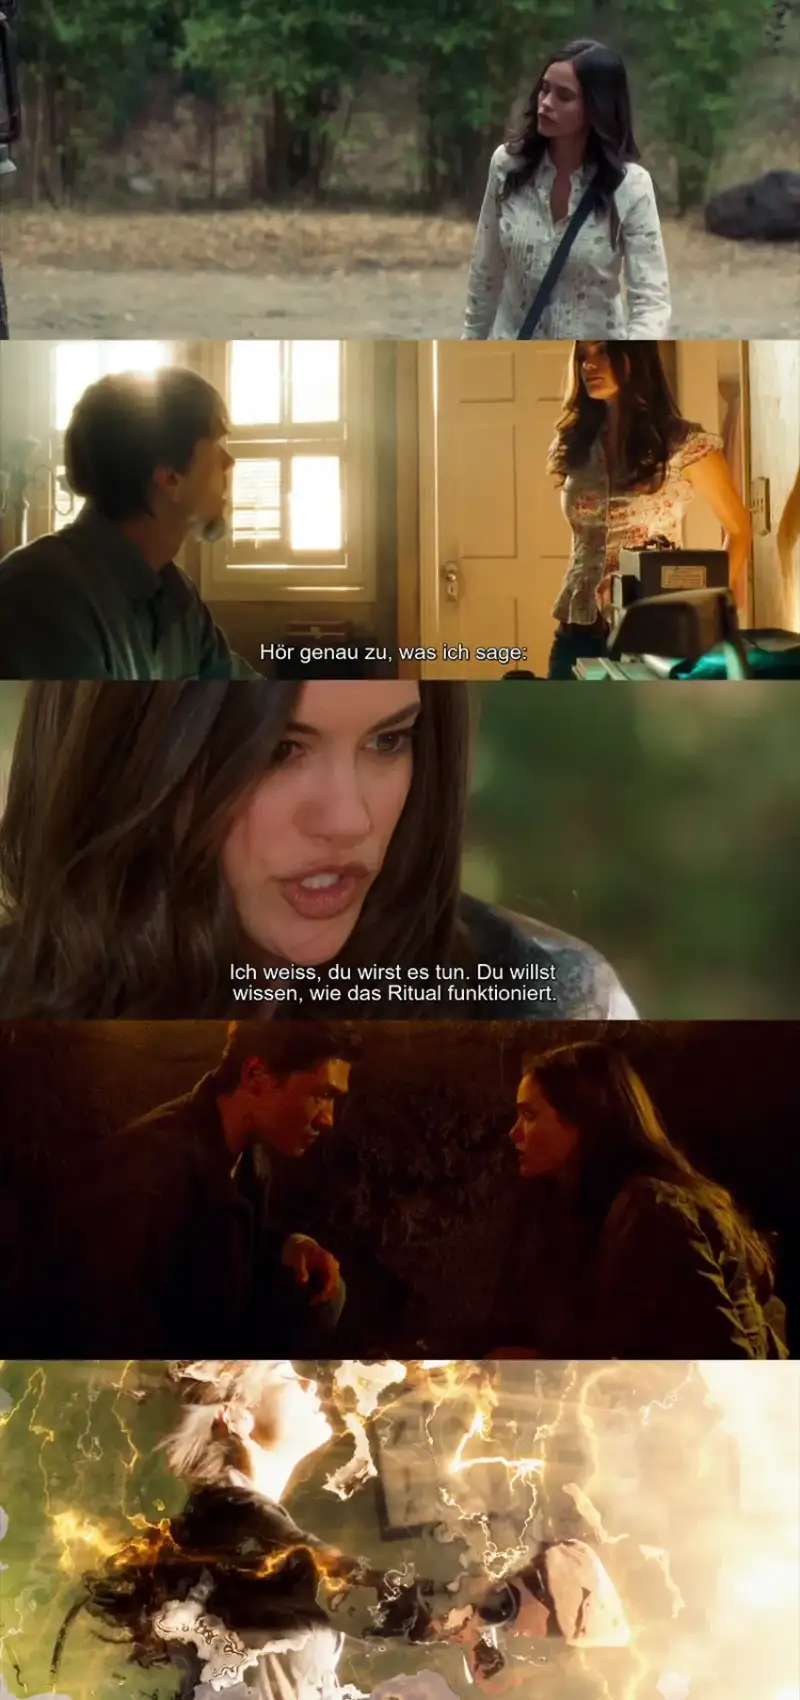 Hör genau zu, was ich sage:
Ich weiss, du wirst es tun. Du willst
wissen, wie das Ritual funktioniert.